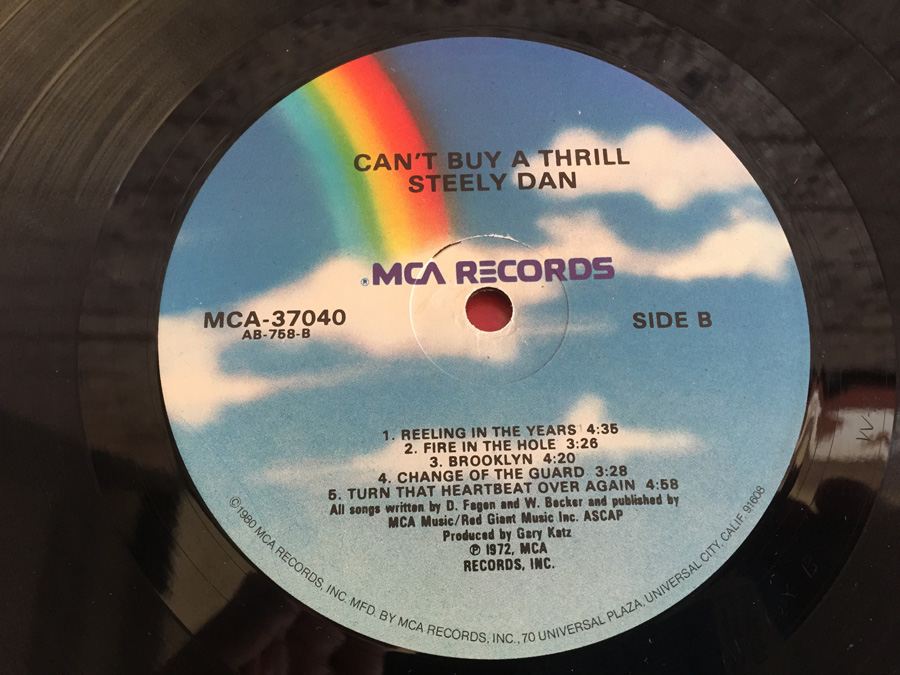 CAN'T BUY A THRILL
STEELY DAN
® MCA RECORDS
MCA-37040
AB-758-B
SIDE B
1. REELING IN THE YEARS 4:35
2. FIRE IN THE HOLE 3:26
3. BROOKLYN 4:20
4. CHANGE OF THE GUARD 3:28
5. TURN THAT HEARTBEAT OVER AGAIN 4:58
All songs written by D. Fagen and W. Becker and published by
MCA Music/Red Giant Music Inc. ASCAP
Produced by Gary Katz
℗ 1972, MCA
RECORDS, INC.
©1980 MCA RECORDS, INC. MFD. BY MCA RECORDS, INC., 70 UNIVERSAL PLAZA, UNIVERSAL CITY, CALIF. 91608